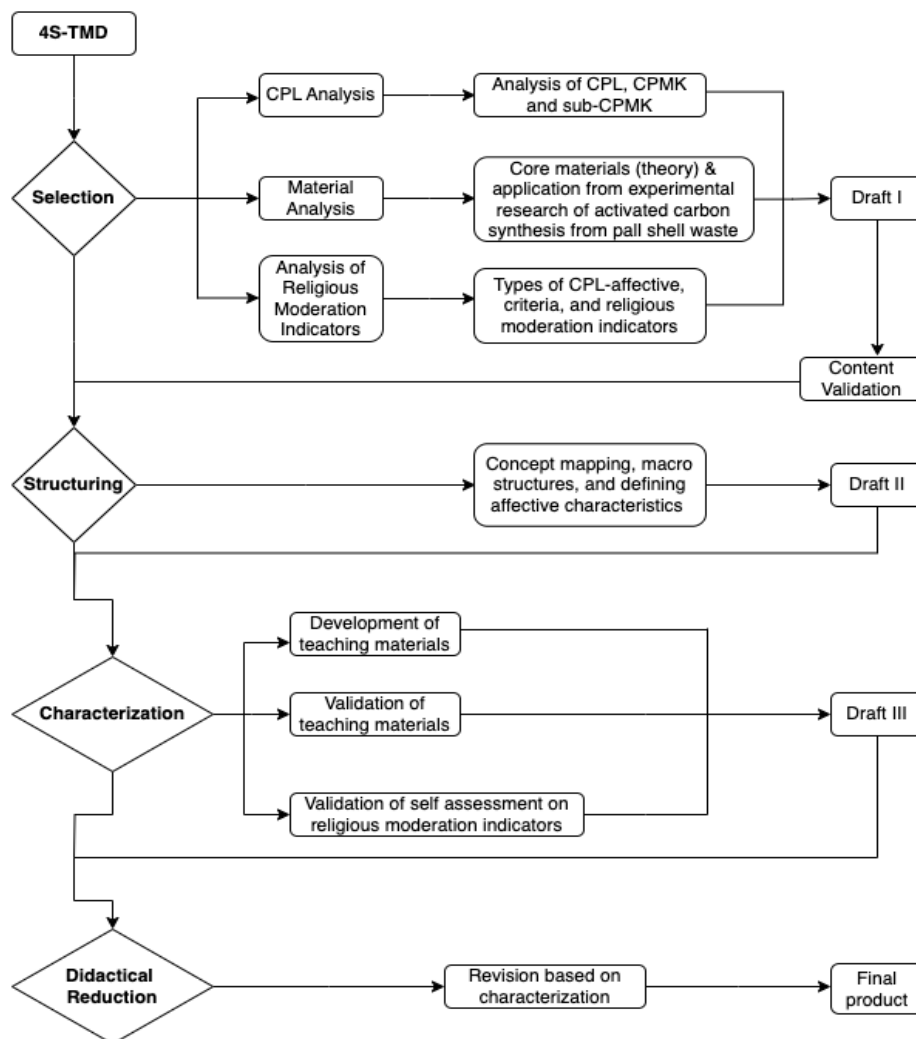 4S-TMD
CPL Analysis
Analysis of CPL, CPMK
and sub-CPMK
Selection
Material
Analysis
Core materials (theory) &
application from experimental
research of activated carbon
synthesis from pall shell waste
Draft I
Analysis of
Religious
Moderation
Indicators
Types of CPL-affective,
criteria, and religious
moderation indicators
Content
Validation
Structuring
Concept mapping, macro
structures, and defining
affective characteristics
Draft II
Development of
teaching materials
Characterization
Validation of
teaching materials
Draft III
Validation of self assessment on
religious moderation indicators
Didactical
Reduction
Revision based on
characterization
Final
product